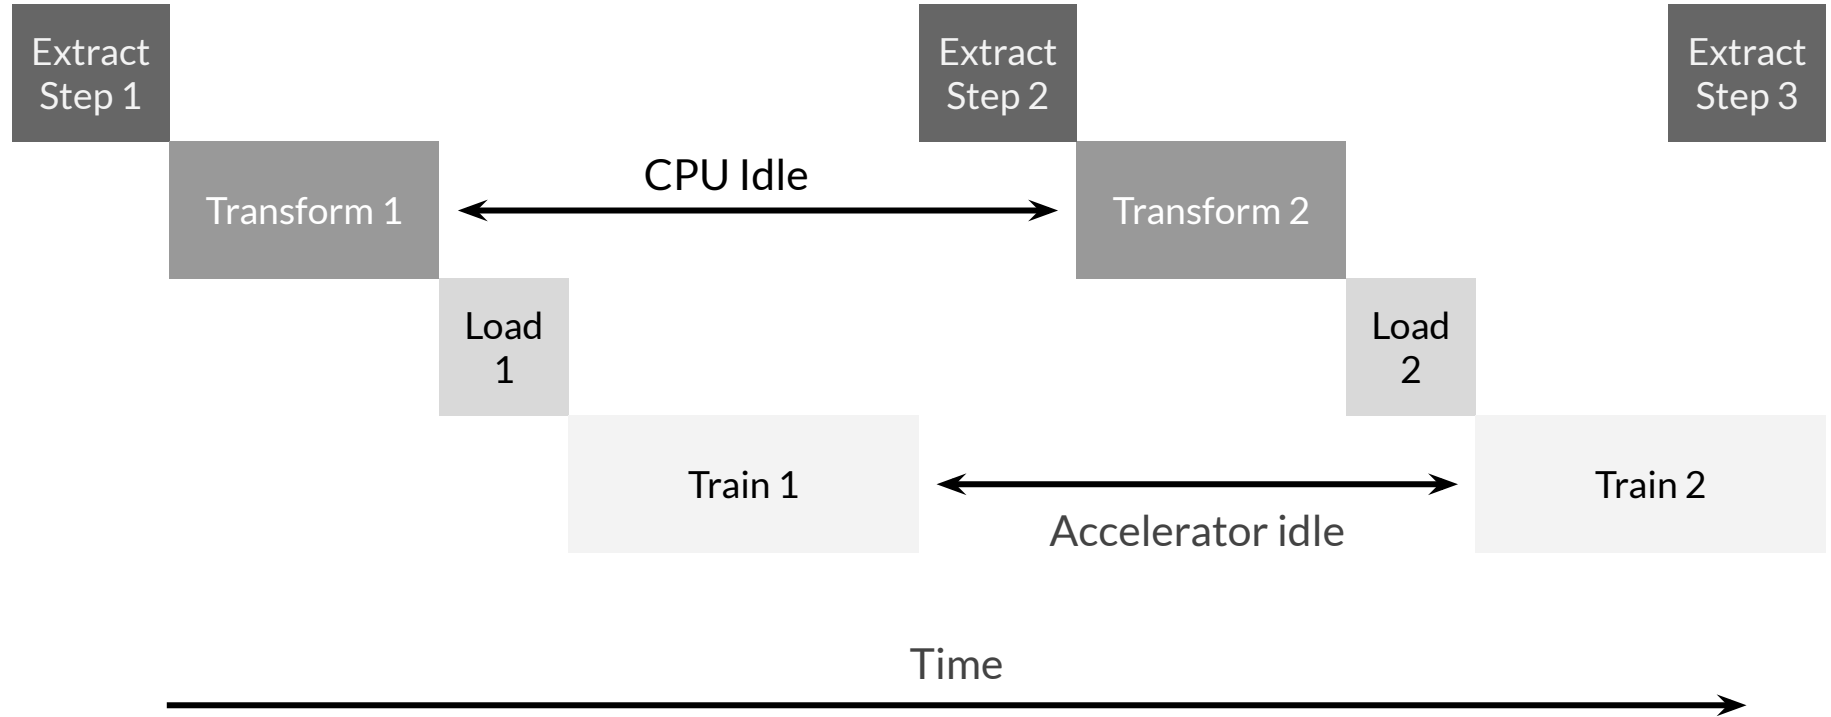 Extract
Step 1
Extract
Step 2
Extract
Step 3
Transform 1
CPU Idle
Transform 2
Load
1
Load
2
Train 1
Accelerator idle
Train 2
Time